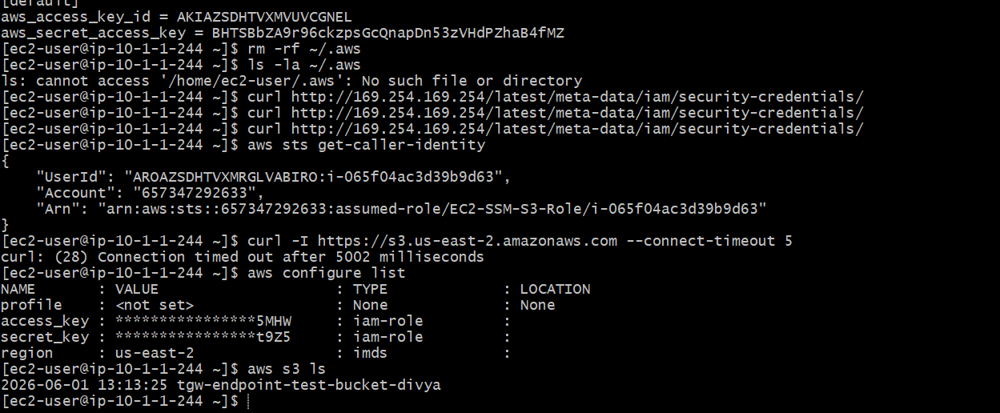 [default]
aws_access_key_id = AKIAZSDHTVXMVUVCGNEL
aws_secret_access_key = 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
[ec2-user@ip-10-1-1-244 ~]$ rm -rf ~/.aws
[ec2-user@ip-10-1-1-244 ~]$ ls -la ~/.aws
ls: cannot access '/home/ec2-user/.aws': No such file or directory
[ec2-user@ip-10-1-1-244 ~]$ curl http://169.254.169.254/latest/meta-data/iam/security-credentials/
[ec2-user@ip-10-1-1-244 ~]$ curl http://169.254.169.254/latest/meta-data/iam/security-credentials/
[ec2-user@ip-10-1-1-244 ~]$ curl http://169.254.169.254/latest/meta-data/iam/security-credentials/
[ec2-user@ip-10-1-1-244 ~]$ aws sts get-caller-identity
{
    "UserId": "AROAZSDHTVXMRGLVABIRO:i-065f04ac3d39b9d63",
    "Account": "657347292633",
    "Arn": "arn:aws:sts::657347292633:assumed-role/EC2-SSM-S3-Role/i-065f04ac3d39b9d63"
}
[ec2-user@ip-10-1-1-244 ~]$ curl -I https://s3.us-east-2.amazonaws.com --connect-timeout 5
curl: (28) Connection timed out after 5002 milliseconds
[ec2-user@ip-10-1-1-244 ~]$ aws configure list
NAME       : VALUE                    : TYPE             : LOCATION
profile    : <not set>                : None             : None
access_key : ****************5MHW     : iam-role         :
secret_key : ****************t9Z5     : iam-role         :
region     : us-east-2                : imds             :
[ec2-user@ip-10-1-1-244 ~]$ aws s3 ls
2026-06-01 13:13:25 tgw-endpoint-test-bucket-divya
[ec2-user@ip-10-1-1-244 ~]$